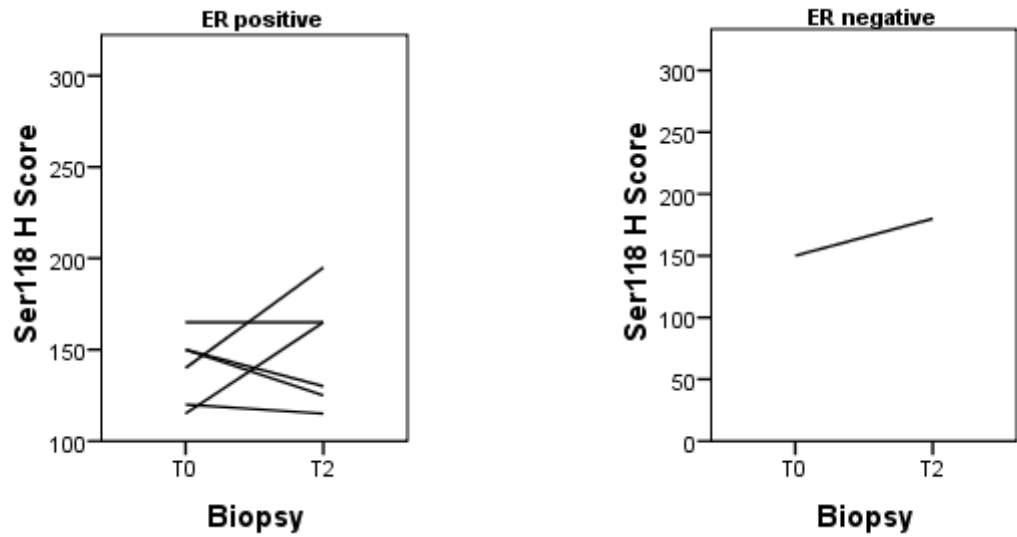 ER positive
300
250
200
150
100
Ser118 H Score
T0 T2
Biopsy
ER negative
300
250
200
150
100
50
0
Ser118 H Score
T0 T2
Biopsy